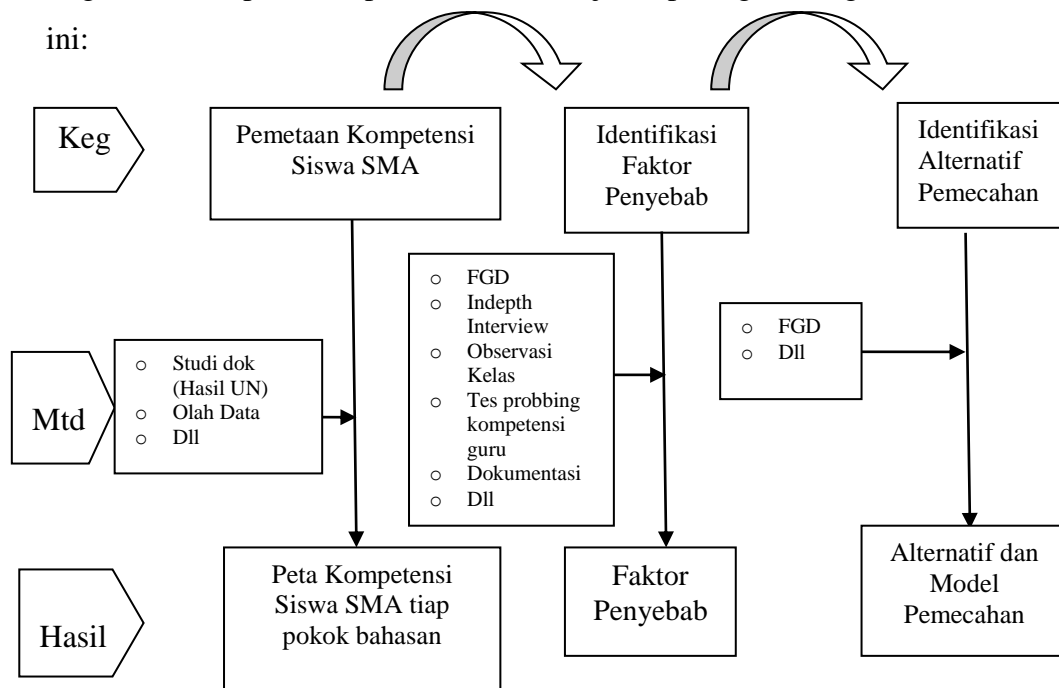 ini:
Keg
Pemetaan Kompetensi
Siswa SMA
Identifikasi
Faktor
Penyebab
Identifikasi
Alternatif
Pemecahan
Mtd
o Studi dok
(Hasil UN)
o Olah Data
o Dll
o FGD
o Indepth
Interview
o Observasi
Kelas
o Tes probbing
kompetensi
guru
o Dokumentasi
o Dll
o FGD
o Dll
Hasil
Peta Kompetensi
Siswa SMA tiap
pokok bahasan
Faktor
Penyebab
Alternatif dan
Model
Pemecahan